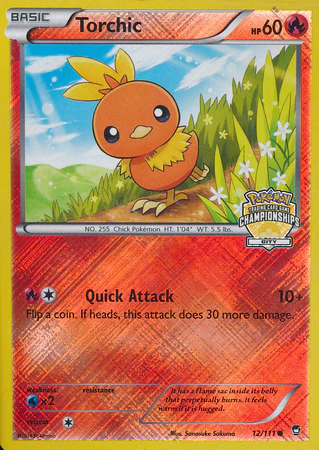 BASIC
Torchic
HP 60
NO. 255 Chick Pokémon. HT: 1'04" WT: 5.5 lbs.
Pokémon
TRADING CARD GAME
CHAMPIONSHIPS
CITY
Quick Attack 10+
Flip a coin. If heads, this attack does 30 more damage.
weakness resistance
×2
It has a flame sac inside its belly
that perpetually burns. It feels
warm if it is hugged.
retreat
Illus. Sanosuke Sakuma
12/111